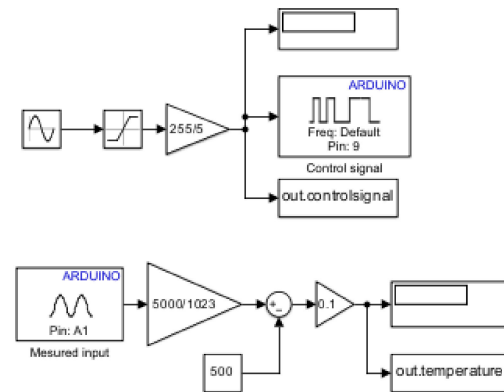 ARDUINO
255/5
Freq: Default
Pin: 9
Control signal
out.controlsignal
ARDUINO
Pin: A1
Mesured input
5000/1023
+
-
0.1
500
out.temperature